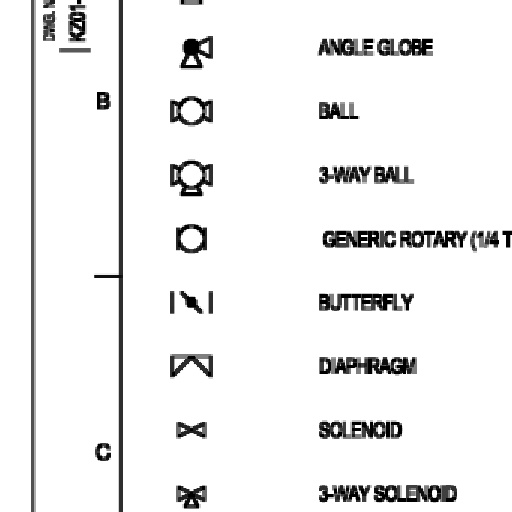 DWG. N
KZ01-
ANGLE GLOBE
B
BALL
3-WAY BALL
GENERIC ROTARY (1/4 T
BUTTERFLY
DIAPHRAGM
SOLENOID
C
3-WAY SOLENOID